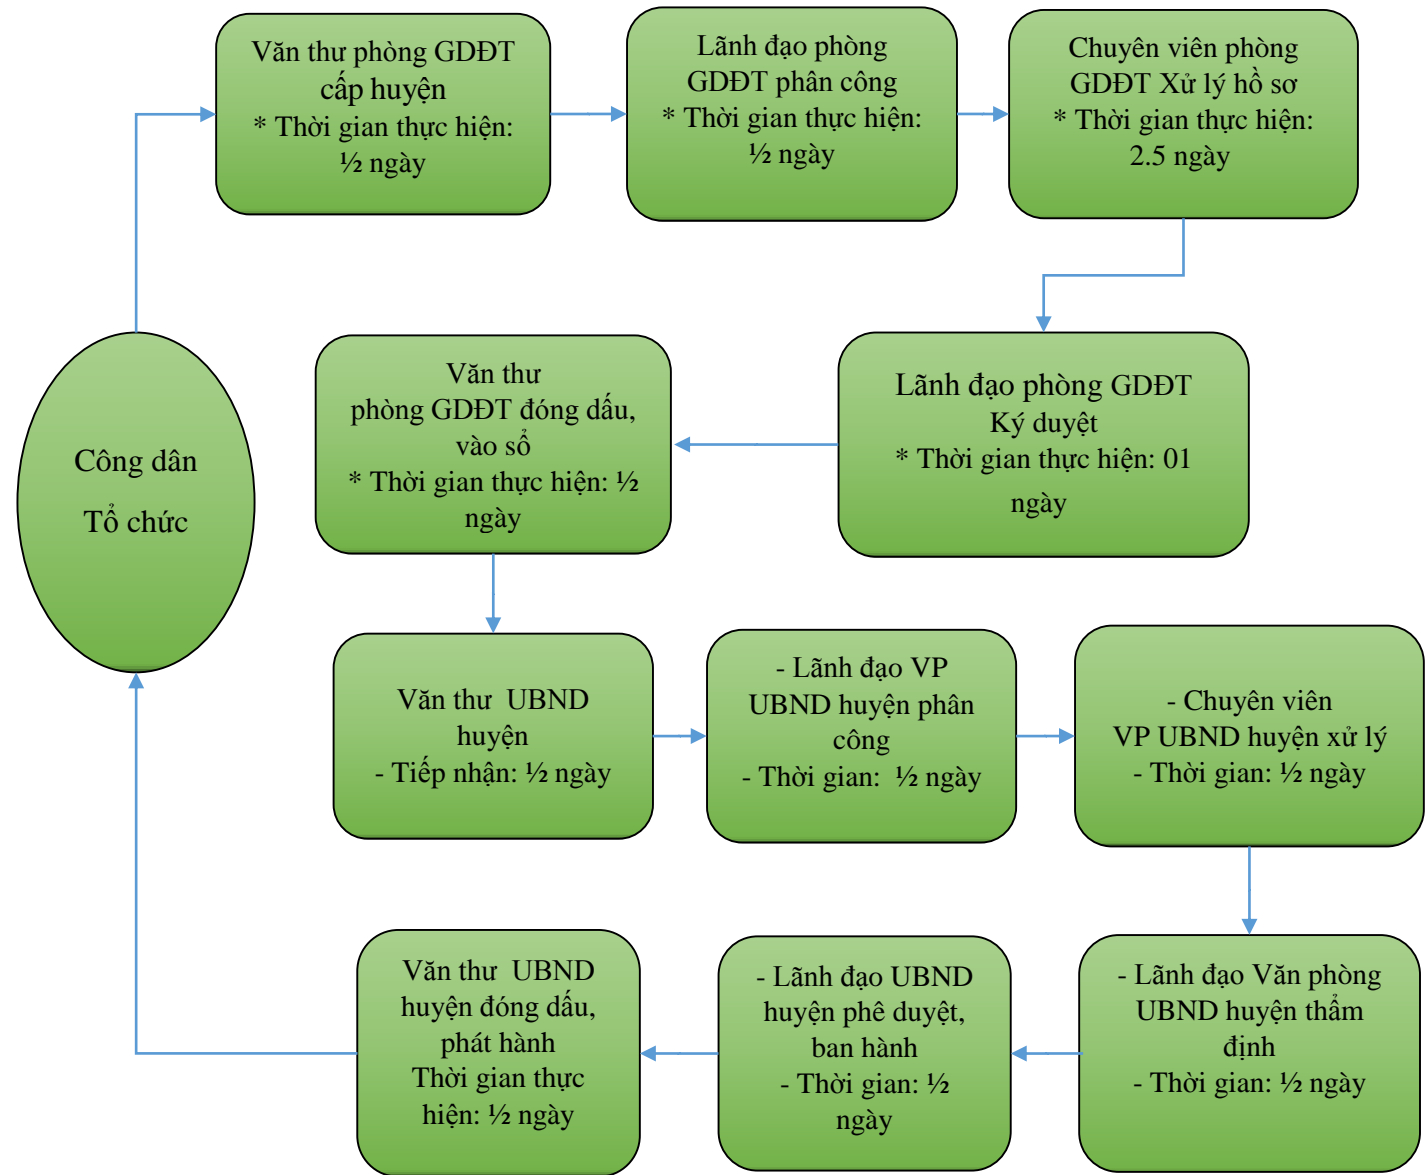 Văn thư phòng GDĐT
cấp huyện
* Thời gian thực hiện:
½ ngày
Lãnh đạo phòng
GDĐT phân công
* Thời gian thực hiện:
½ ngày
Chuyên viên phòng
GDĐT Xử lý hồ sơ
* Thời gian thực hiện:
2.5 ngày
Lãnh đạo phòng GDĐT
Ký duyệt
* Thời gian thực hiện: 01
ngày
Văn thư
phòng GDĐT đóng dấu,
vào sổ
* Thời gian thực hiện: ½
ngày
Công dân
Tổ chức
Văn thư UBND
huyện
- Tiếp nhận: ½ ngày
- Lãnh đạo VP
UBND huyện phân
công
- Thời gian: ½ ngày
- Chuyên viên
VP UBND huyện xử lý
- Thời gian: ½ ngày
- Lãnh đạo Văn phòng
UBND huyện thẩm
định
- Thời gian: ½ ngày
- Lãnh đạo UBND
huyện phê duyệt,
ban hành
- Thời gian: ½
ngày
Văn thư UBND
huyện đóng dấu,
phát hành
Thời gian thực
hiện: ½ ngày